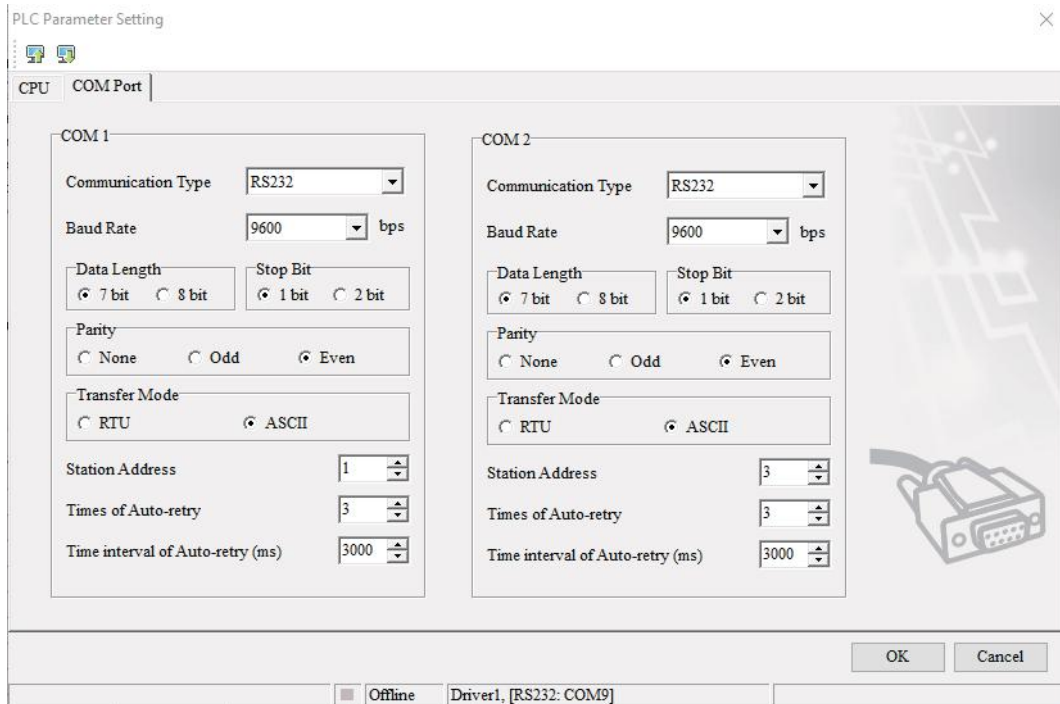 PLC Parameter Setting
CPU COM Port
COM 1
Communication Type RS232
Baud Rate 9600 bps
Data Length Stop Bit
7 bit 8 bit 1 bit 2 bit
Parity
None Odd Even
Transfer Mode
RTU ASCII
Station Address 1
Times of Auto-retry 3
Time interval of Auto-retry (ms) 3000
COM 2
Communication Type RS232
Baud Rate 9600 bps
Data Length Stop Bit
7 bit 8 bit 1 bit 2 bit
Parity
None Odd Even
Transfer Mode
RTU ASCII
Station Address 3
Times of Auto-retry 3
Time interval of Auto-retry (ms) 3000
OK Cancel
Offline Driver1, [RS232: COM9]